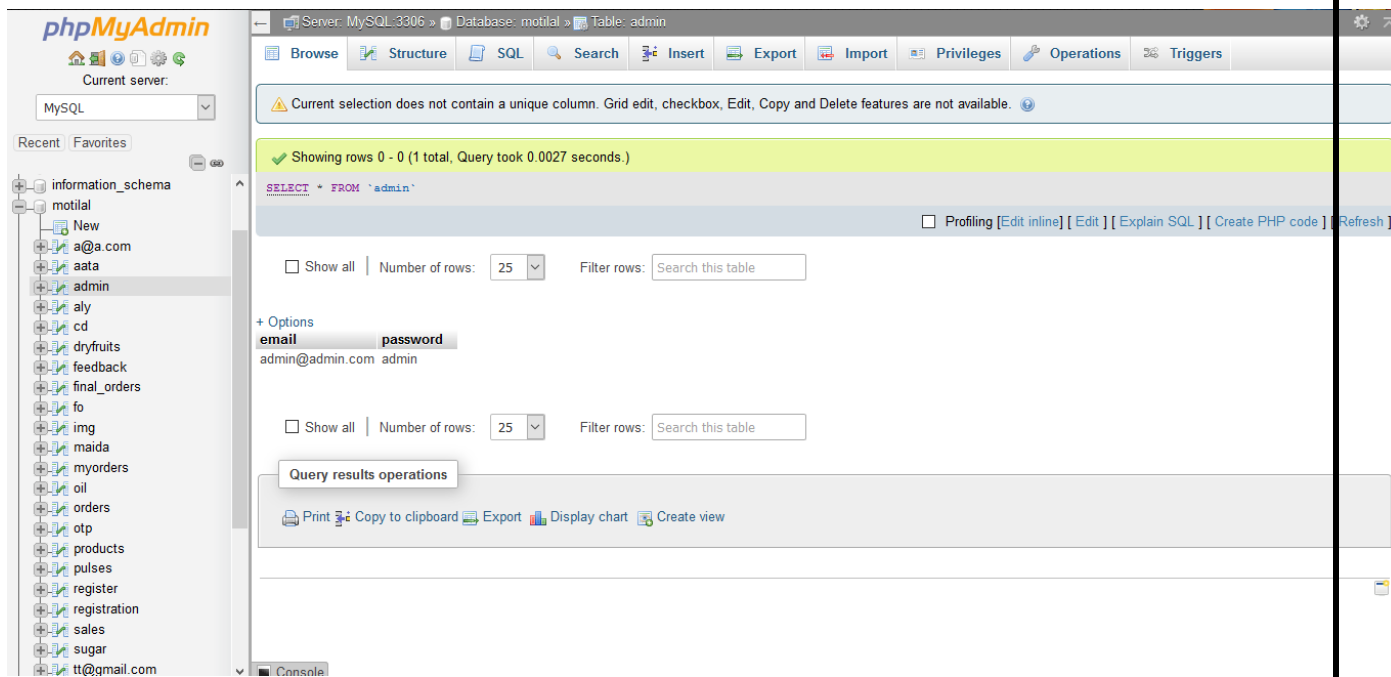 phpMyAdmin
Current server:
MySQL
Recent Favorites
information_schema
motilal
New
a@a.com
aata
admin
aly
cd
dryfruits
feedback
final_orders
fo
img
maida
myorders
oil
orders
otp
products
pulses
register
registration
sales
sugar
tt@gmail.com
Server: MySQL:3306 » Database: motilal » Table: admin
Browse Structure SQL Search Insert Export Import Privileges Operations Triggers
Current selection does not contain a unique column. Grid edit, checkbox, Edit, Copy and Delete features are not available.
Showing rows 0 - 0 (1 total, Query took 0.0027 seconds.)
SELECT * FROM `admin`
Profiling [Edit inline] [ Edit ] [ Explain SQL ] [ Create PHP code ] [ Refresh ]
Show all | Number of rows: 25 Filter rows: Search this table
+ Options
email password
admin@admin.com admin
Show all | Number of rows: 25 Filter rows: Search this table
Query results operations
Print Copy to clipboard Export Display chart Create view
Console